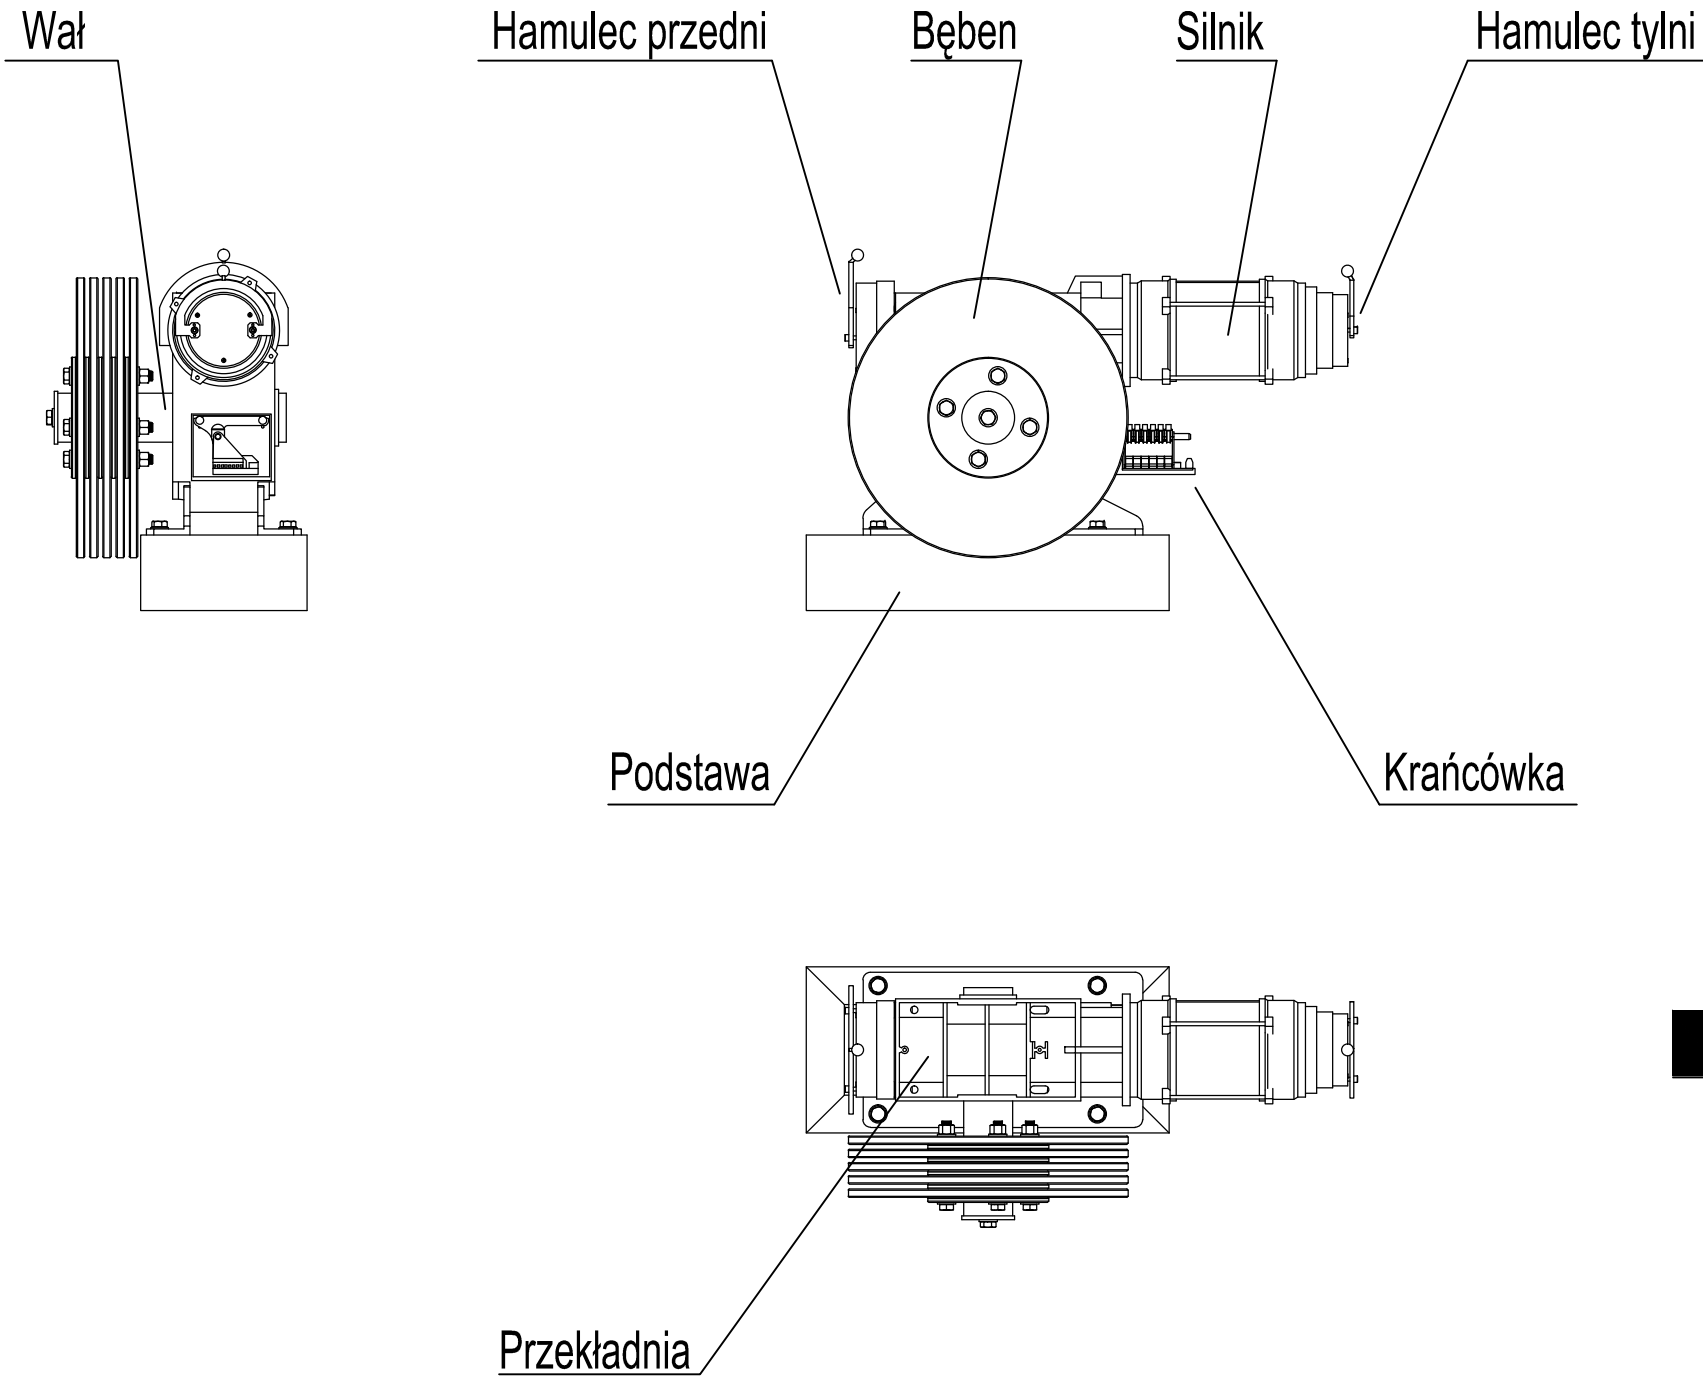 Wał
Hamulec przedni
Bęben
Silnik
Hamulec tylni
Podstawa
Krańcówka
Przekładnia